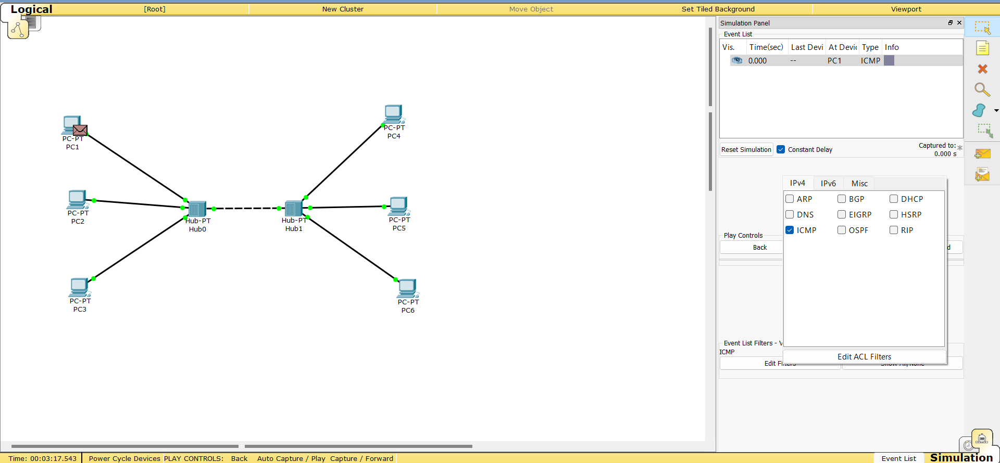 Logical
[Root]
New Cluster
Move Object
Set Tiled Background
Viewport
PC-PT
PC1
PC-PT
PC2
PC-PT
PC3
Hub-PT
Hub0
Hub-PT
Hub1
PC-PT
PC4
PC-PT
PC5
PC-PT
PC6
Simulation Panel
Event List
Vis. Time(sec) Last Devi At Devic Type Info
0.000 -- PC1 ICMP
Reset Simulation
Constant Delay
Captured to:
0.000 s
IPv4 IPv6 Misc
ARP BGP DHCP
DNS EIGRP HSRP
ICMP OSPF RIP
Edit ACL Filters
Play Controls
Back
d
Event List Filters - V
ICMP
Edit Filters
Show All/None
Time: 00:03:17.543
Power Cycle Devices
PLAY CONTROLS:
Back
Auto Capture / Play
Capture / Forward
Event List
Simulation